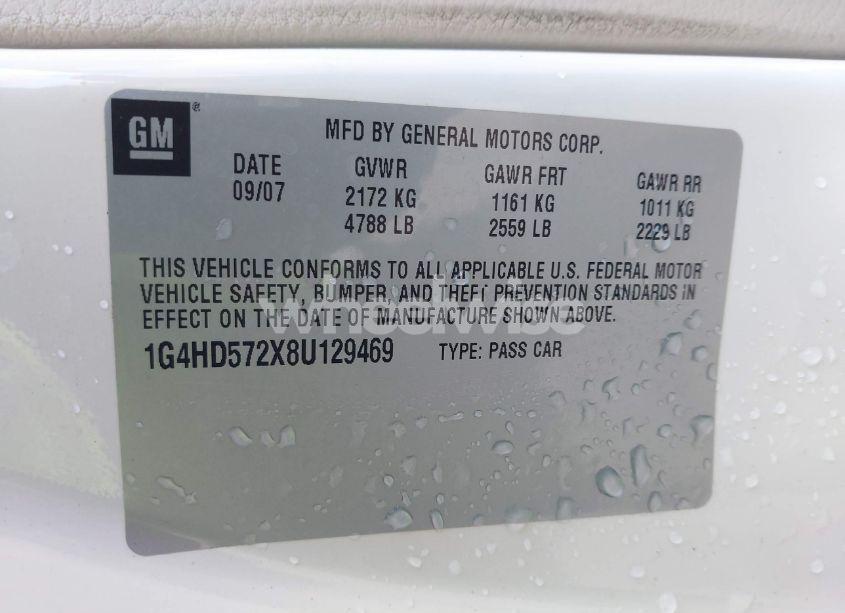 GM ®
MFD BY GENERAL MOTORS CORP.
DATE GVWR GAWR FRT GAWR RR
09/07 2172 KG 1161 KG 1011 KG
4788 LB 2559 LB 2229 LB
THIS VEHICLE CONFORMS TO ALL APPLICABLE U.S. FEDERAL MOTOR
VEHICLE SAFETY, BUMPER, AND THEFT PREVENTION STANDARDS IN
EFFECT ON THE DATE OF MANUFACTURE SHOWN ABOVE.
1G4HD572X8U129469 TYPE: PASS CAR
wheelwise